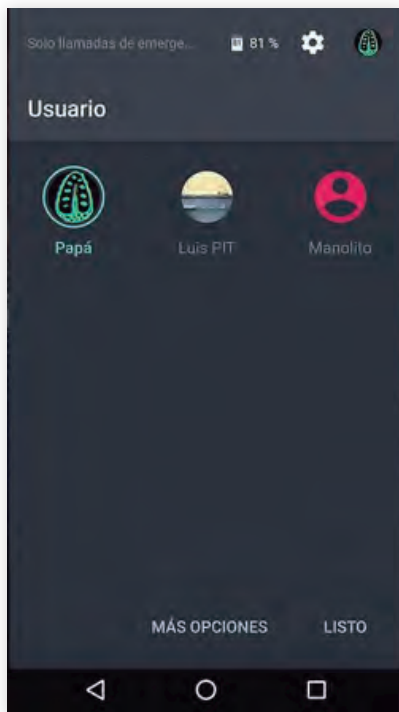 Solo llamadas de emerge... 81 %
Usuario
Papá Luis PIT Manolito
MÁS OPCIONES LISTO